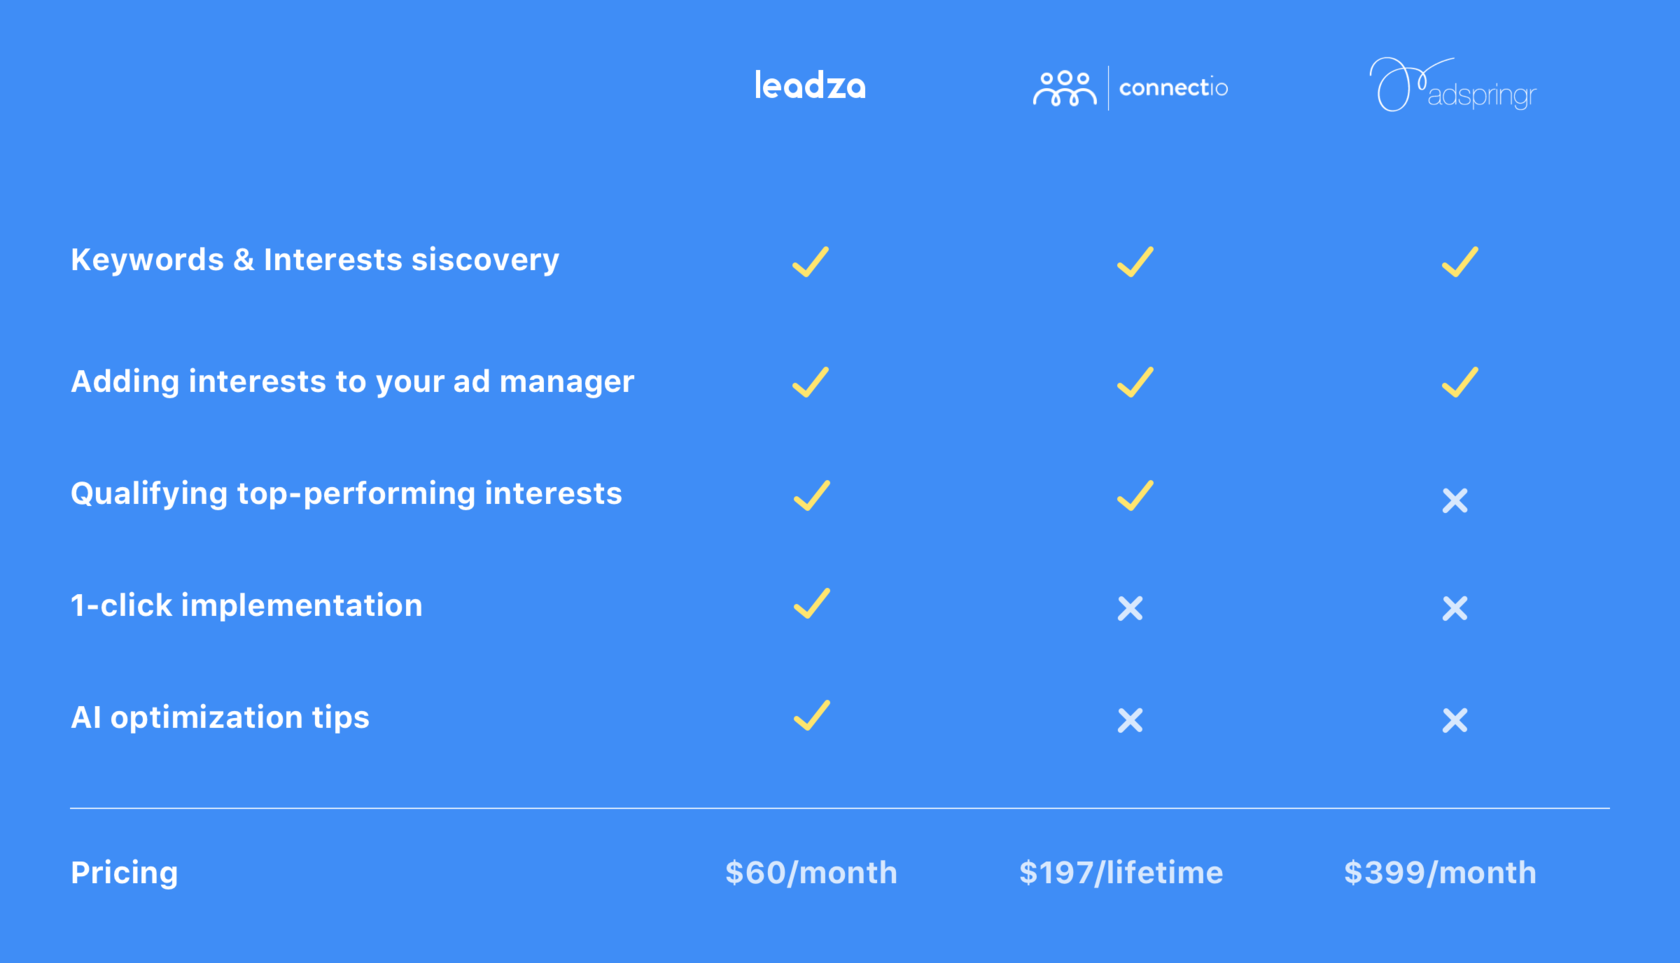 leadza
connectio
adspringr
Keywords & Interests siscovery
Adding interests to your ad manager
Qualifying top-performing interests
1-click implementation
AI optimization tips
Pricing $60/month $197/lifetime $399/month